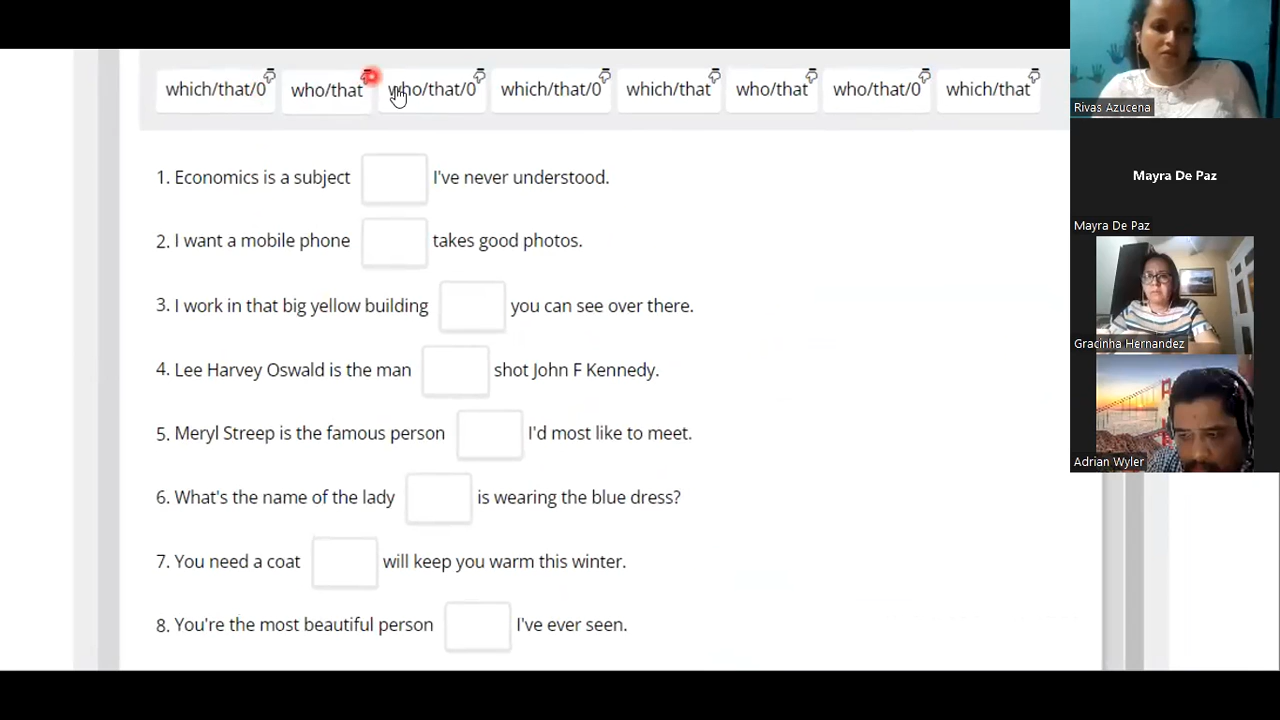 which/that/0 who/that who/that/0 which/that/0 which/that who/that who/that/0 which/that
1. Economics is a subject I've never understood.
2. I want a mobile phone takes good photos.
3. I work in that big yellow building you can see over there.
4. Lee Harvey Oswald is the man shot John F Kennedy.
5. Meryl Streep is the famous person I'd most like to meet.
6. What's the name of the lady is wearing the blue dress?
7. You need a coat will keep you warm this winter.
8. You're the most beautiful person I've ever seen.
Rivas Azucena
Mayra De Paz
Mayra De Paz
Gracinha Hernandez
Adrian Wyler